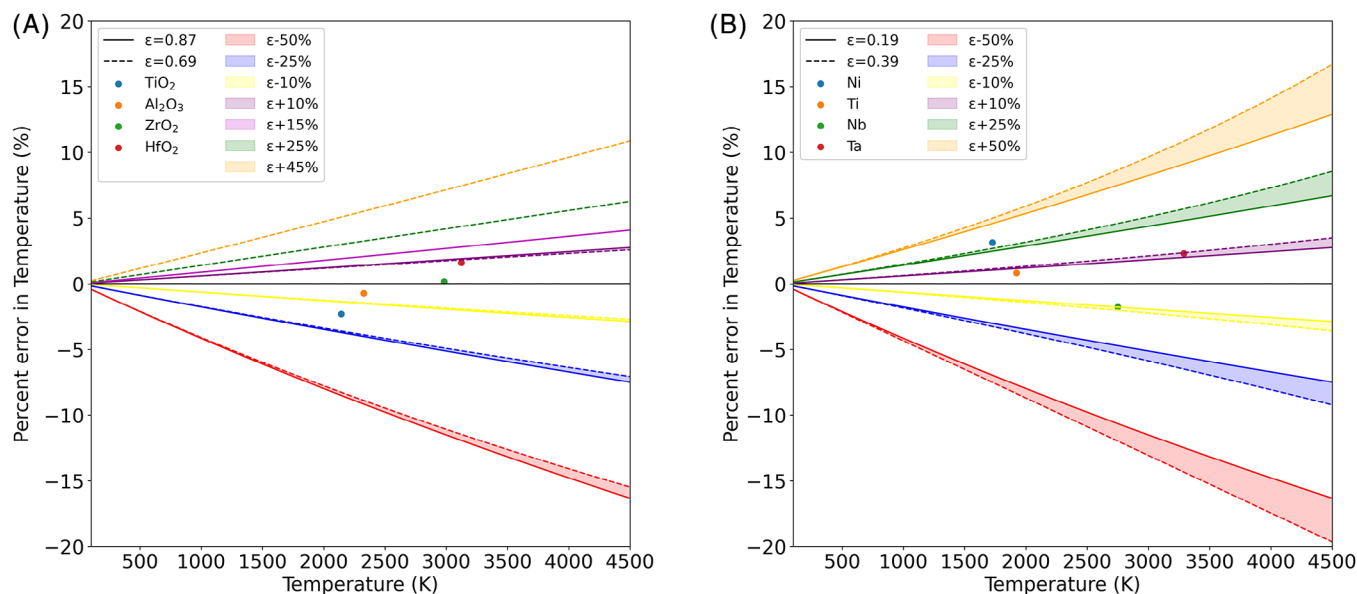 (A)
Percent error in Temperature (%)
20
15
10
5
0
−5
−10
−15
−20
ε=0.87
ε=0.69
TiO₂
Al₂O₃
ZrO₂
HfO₂
ε-50%
ε-25%
ε-10%
ε+10%
ε+15%
ε+25%
ε+45%
500 1000 1500 2000 2500 3000 3500 4000 4500
Temperature (K)
(B)
Percent error in Temperature (%)
20
15
10
5
0
−5
−10
−15
−20
ε=0.19
ε=0.39
Ni
Ti
Nb
Ta
ε-50%
ε-25%
ε-10%
ε+10%
ε+25%
ε+50%
500 1000 1500 2000 2500 3000 3500 4000 4500
Temperature (K)